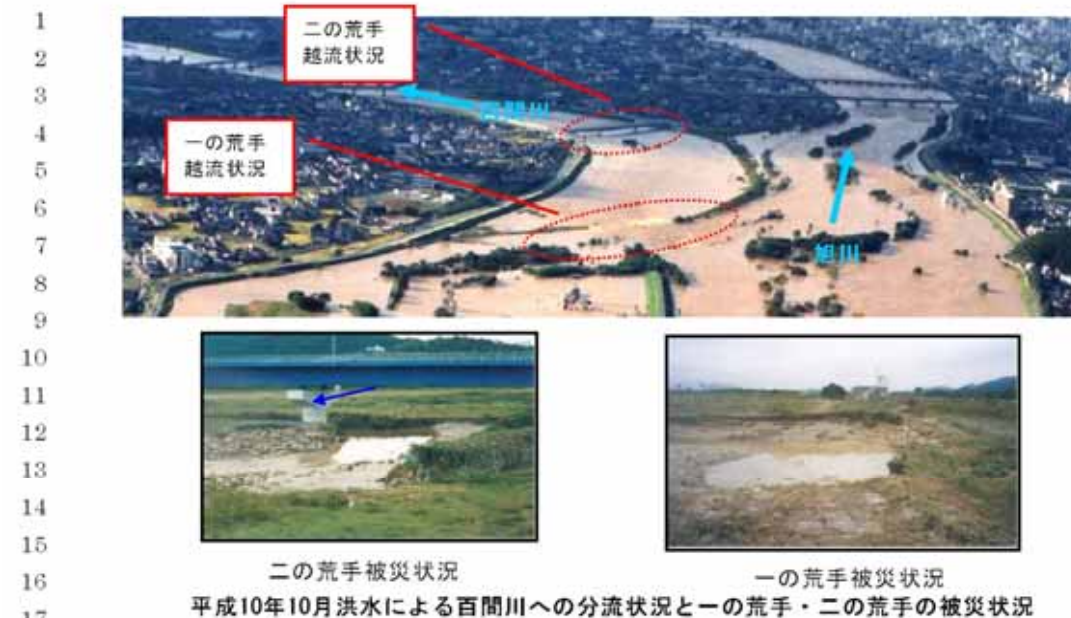 1
2
3
4
5
6
7
8
9
10
11
12
13
14
15
16
17
二の荒手
越流状況
百間川
一の荒手
越流状況
旭川
二の荒手被災状況
一の荒手被災状況
平成10年10月洪水による百間川への分流状況と一の荒手・二の荒手の被災状況